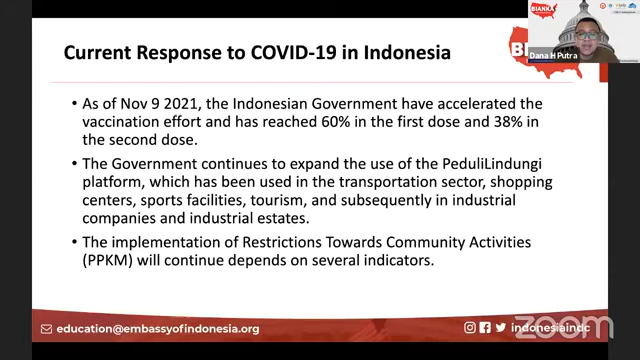 BIANKA
Dana H Putra
Current Response to COVID-19 in Indonesia
• As of Nov 9 2021, the Indonesian Government have accelerated the
vaccination effort and has reached 60% in the first dose and 38% in
the second dose.
• The Government continues to expand the use of the PeduliLindungi
platform, which has been used in the transportation sector, shopping
centers, sports facilities, tourism, and subsequently in industrial
companies and industrial estates.
• The implementation of Restrictions Towards Community Activities
(PPKM) will continue depends on several indicators.
education@embassyofindonesia.org
indonesiaindc
zoom